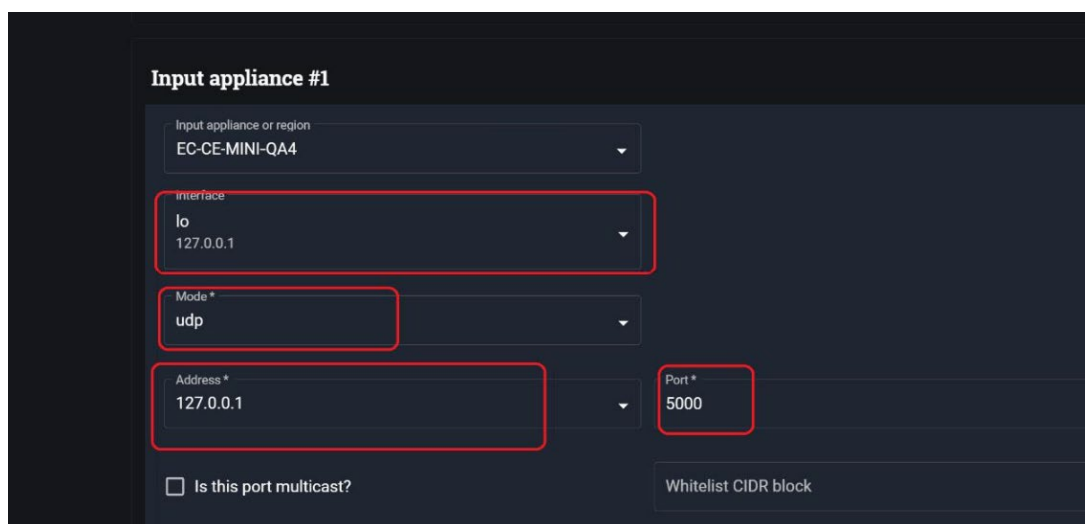 Input appliance #1
Input appliance or region
EC-CE-MINI-QA4
Interface
lo
127.0.0.1
Mode *
udp
Address *
127.0.0.1
Port *
5000
Is this port multicast?
Whitelist CIDR block